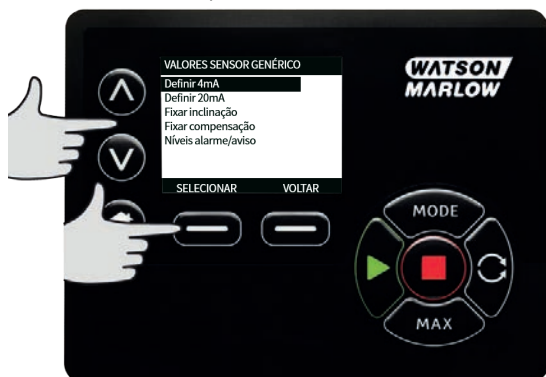 VALORES SENSOR GENÉRICO
Definir 4mA
Definir 20mA
Fixar inclinação
Fixar compensação
Níveis alarme/aviso
SELECIONAR VOLTAR
WATSON
MARLOW
MODE
MAX